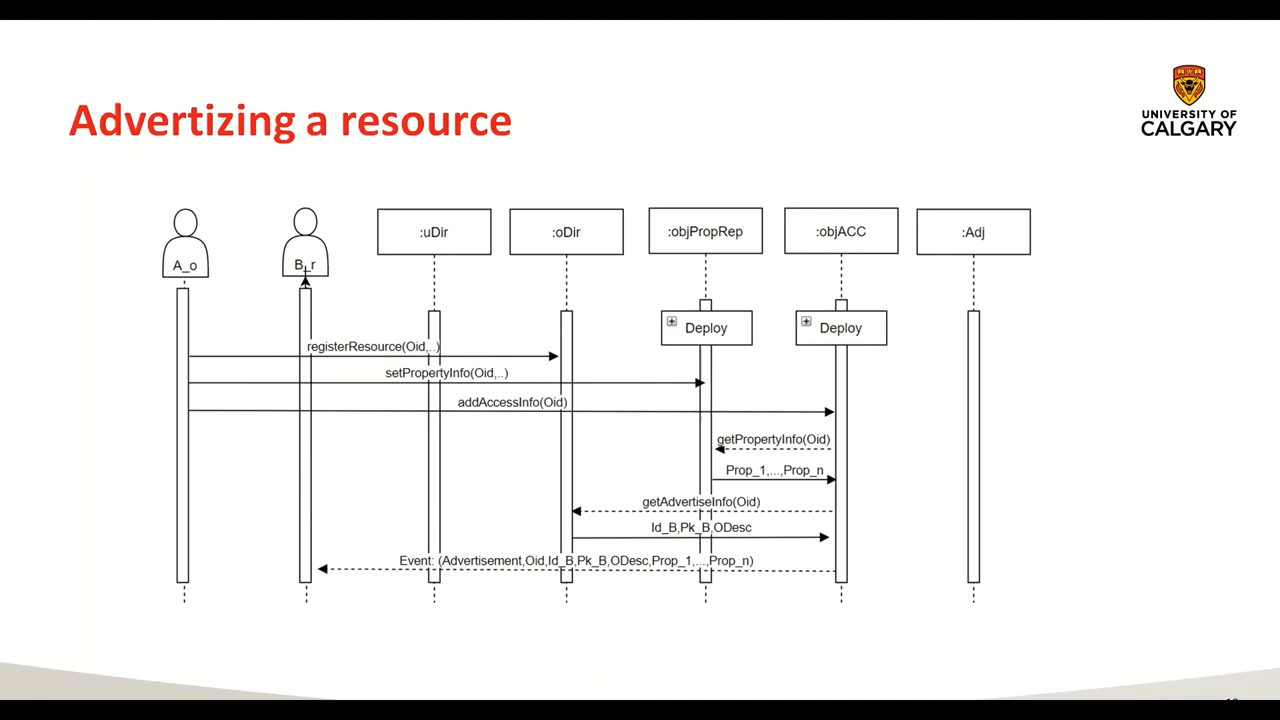 Advertizing a resource
UNIVERSITY OF
CALGARY
A_o
B_r
:uDir
:oDir
:objPropRep
:objACC
:Adj
Deploy
Deploy
registerResource(Oid,..)
setPropertyInfo(Oid,..)
addAccessInfo(Oid)
getPropertyInfo(Oid)
Prop_1,...,Prop_n
getAdvertiseInfo(Oid)
Id_B,Pk_B,ODesc
Event: (Advertisement,Oid,Id_B,Pk_B,ODesc,Prop_1,...,Prop_n)